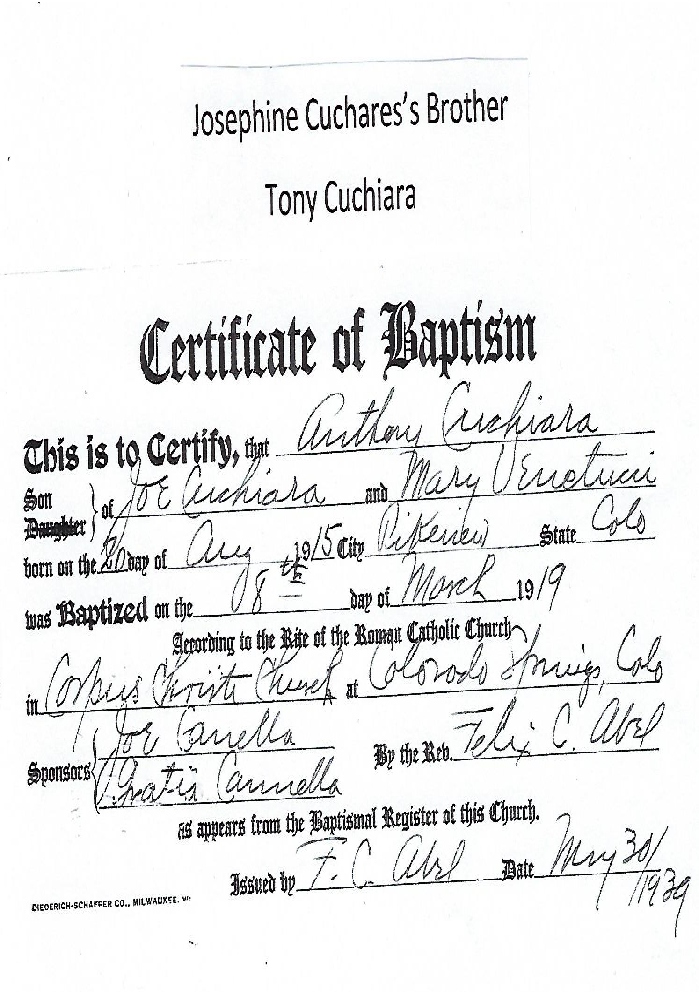 Josephine Cuchares's Brother
Tony Cuchiara
Certificate of Baptism
This is to Certify, that Anthony Cuchiara
Son Daughter } of Joe Cuchiara and Mary
born on the 20 day of Aug 1915 City Pikeview State Colo
was Baptized on the 8th day of March 1919
According to the Rite of the Roman Catholic Church
in Corpus Christi Church at Colorado Springs, Colo
Sponsors { Joe Canella By the Rev. Felix C. Abel
Cannella
as appears from the Baptismal Register of this Church.
Issued by F. C. Abel Date May 30/1939
DIEDERICH-SCHAFFER CO., MILWAUKEE,